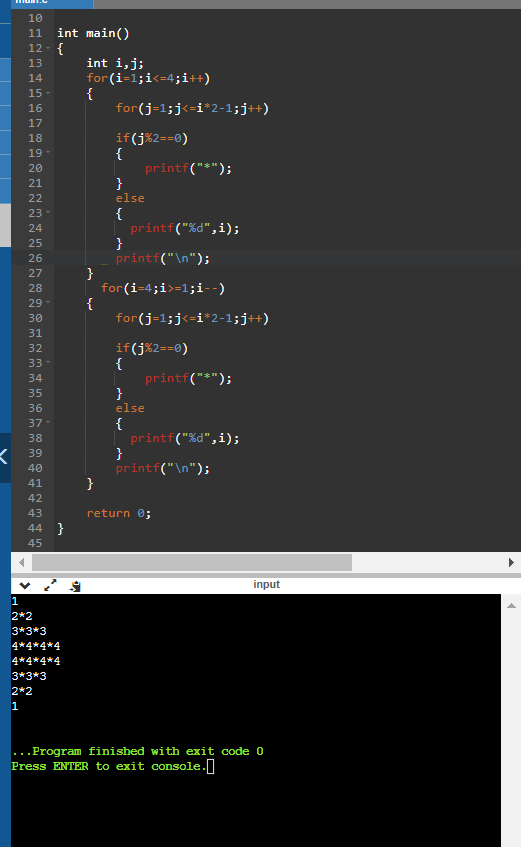 main.c
10
11 int main()
12 {
13 int i,j;
14 for(i=1;i<=4;i++)
15 {
16 for(j=1;j<=i*2-1;j++)
17
18 if(j%2==0)
19 {
20 printf("*");
21 }
22 else
23 {
24 printf("%d",i);
25 }
26 _ printf("\n");
27 }
28 for(i=4;i>=1;i--)
29 {
30 for(j=1;j<=i*2-1;j++)
31
32 if(j%2==0)
33 {
34 printf("*");
35 }
36 else
37 {
38 printf("%d",i);
39 }
40 printf("\n");
41 }
42
43 return 0;
44 }
45
input
1
2*2
3*3*3
4*4*4*4
4*4*4*4
3*3*3
2*2
1
...Program finished with exit code 0
Press ENTER to exit console.